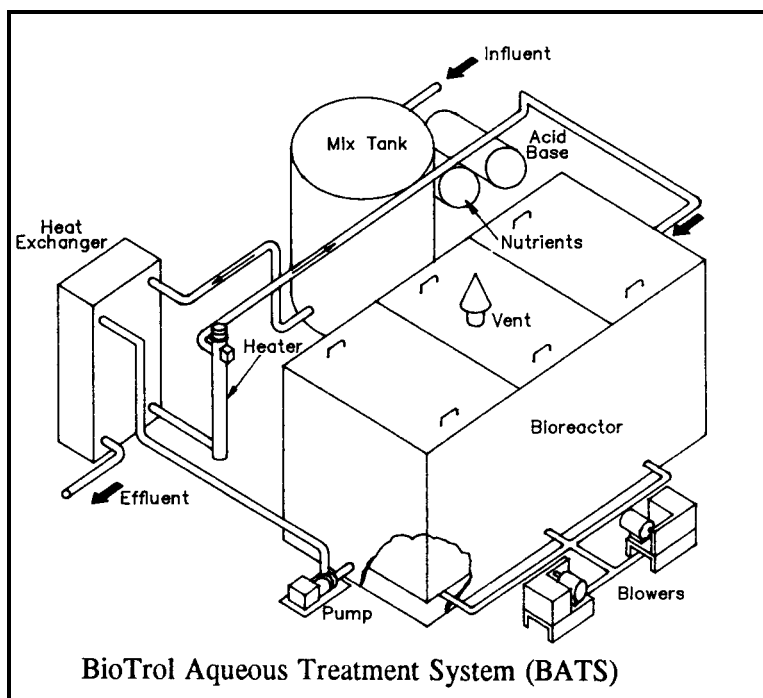 Influent
Mix Tank
Acid
Base
Heat
Exchanger
Nutrients
Vent
Heater
Bioreactor
Effluent
Pump
Blowers
BioTrol Aqueous Treatment System (BATS)